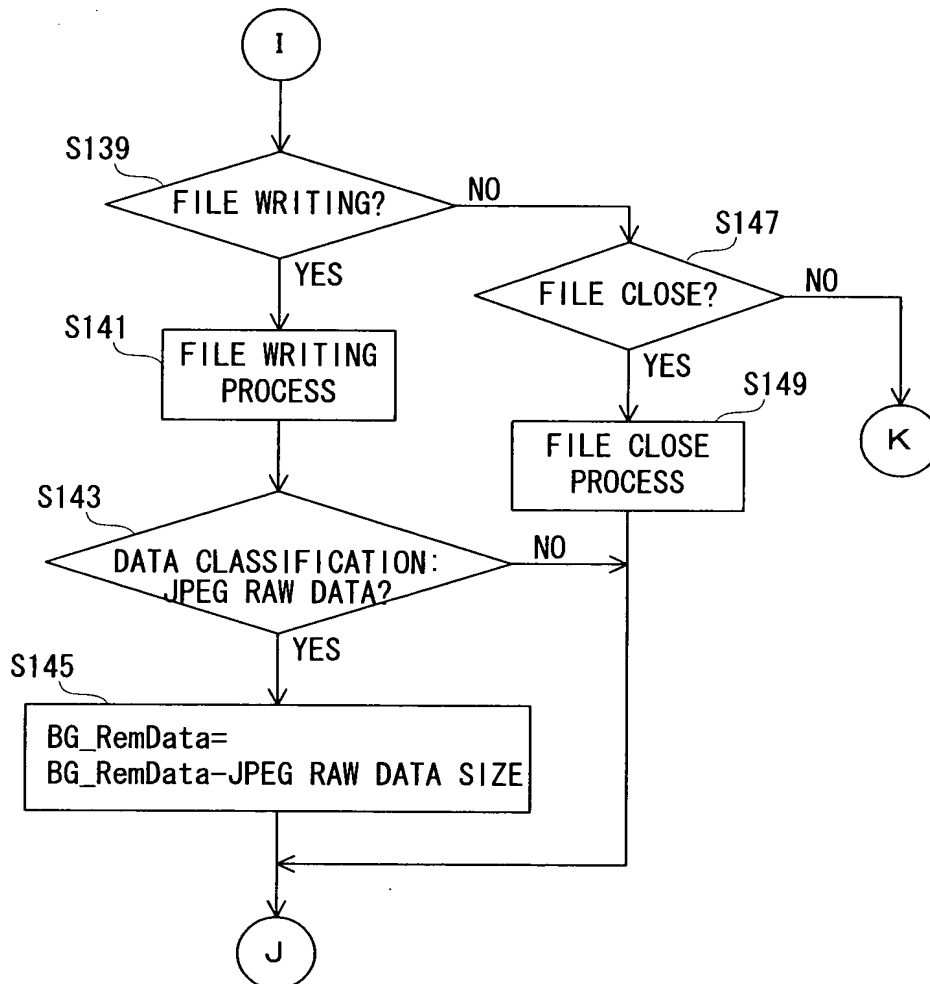 I
S139
FILE WRITING?
NO
S147
YES
FILE CLOSE?
NO
S141
FILE WRITING
PROCESS
YES
S149
FILE CLOSE
PROCESS
K
S143
DATA CLASSIFICATION:
JPEG RAW DATA?
NO
YES
S145
BG_RemData=
BG_RemData-JPEG RAW DATA SIZE
J